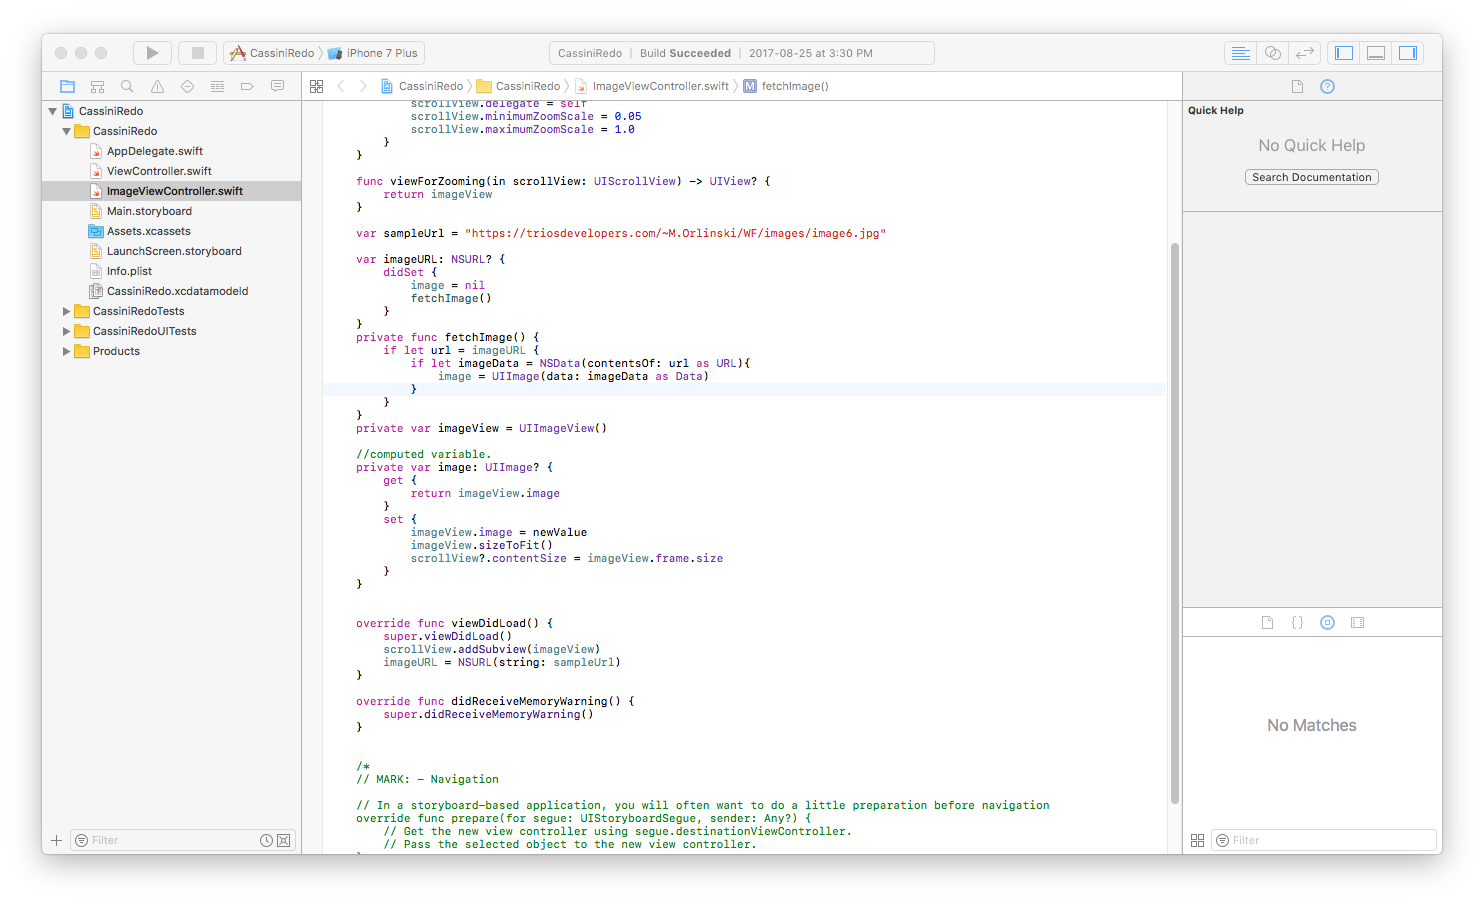 CassiniRedo
iPhone 7 Plus
CassiniRedo | Build Succeeded | 2017-08-25 at 3:30 PM
CassiniRedo
CassiniRedo
ImageViewController.swift
M
fetchImage()
CassiniRedo
CassiniRedo
AppDelegate.swift
ViewController.swift
ImageViewController.swift
Main.storyboard
Assets.xcassets
LaunchScreen.storyboard
Info.plist
CassiniRedo.xcdatamodeld
CassiniRedoTests
CassiniRedoUITests
Products
Filter
scrollView.delegate = self
scrollView.minimumZoomScale = 0.05
scrollView.maximumZoomScale = 1.0
}
}
func viewForZooming(in scrollView: UIScrollView) -> UIView? {
return imageView
}
var sampleUrl = "https://triosdevelopers.com/~M.Orlinski/WF/images/image6.jpg"
var imageURL: NSURL? {
didSet {
image = nil
fetchImage()
}
}
private func fetchImage() {
if let url = imageURL {
if let imageData = NSData(contentsOf: url as URL){
image = UIImage(data: imageData as Data)
}
}
}
private var imageView = UIImageView()
//computed variable.
private var image: UIImage? {
get {
return imageView.image
}
set {
imageView.image = newValue
imageView.sizeToFit()
scrollView?.contentSize = imageView.frame.size
}
}
override func viewDidLoad() {
super.viewDidLoad()
scrollView.addSubview(imageView)
imageURL = NSURL(string: sampleUrl)
}
override func didReceiveMemoryWarning() {
super.didReceiveMemoryWarning()
}
/*
// MARK: - Navigation
// In a storyboard-based application, you will often want to do a little preparation before navigation
override func prepare(for segue: UIStoryboardSegue, sender: Any?) {
// Get the new view controller using segue.destinationViewController.
// Pass the selected object to the new view controller.
Quick Help
No Quick Help
Search Documentation
No Matches
Filter